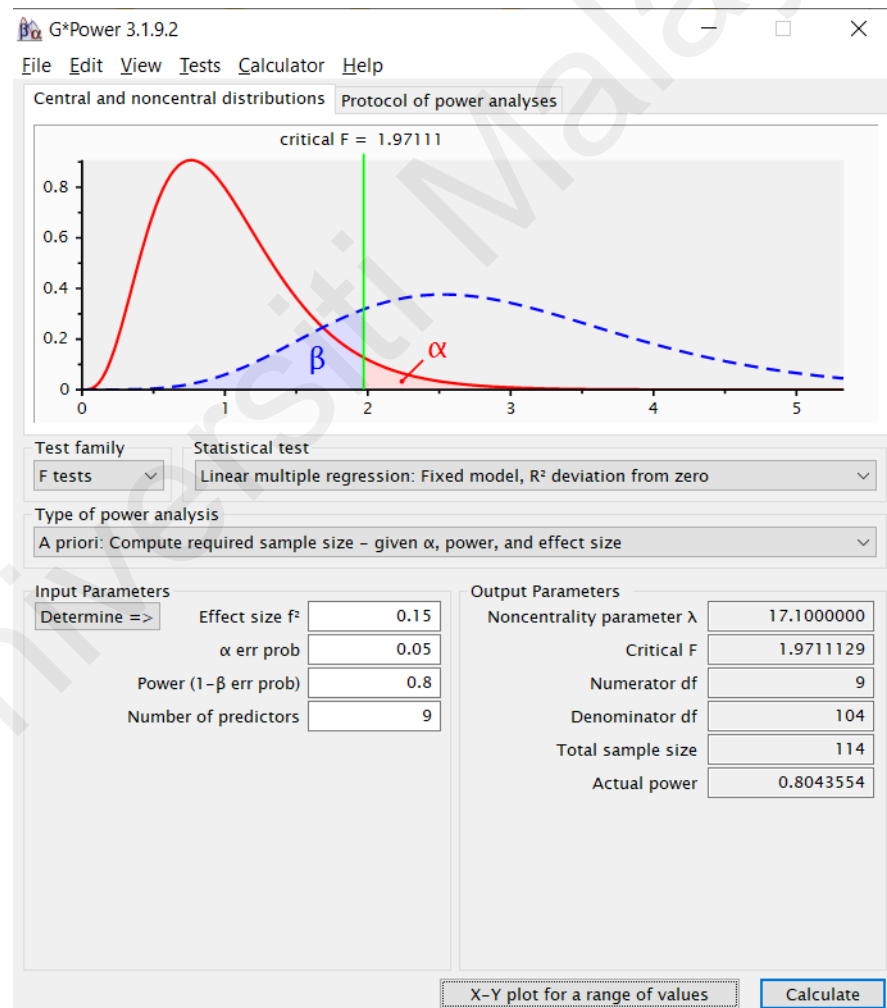 G*Power 3.1.9.2
File Edit View Tests Calculator Help
Central and noncentral distributions Protocol of power analyses
critical F = 1.97111
0.8
0.6
0.4
0.2
0
β
α
0 1 2 3 4 5
Test family Statistical test
F tests Linear multiple regression: Fixed model, R² deviation from zero
Type of power analysis
A priori: Compute required sample size – given α, power, and effect size
Input Parameters Output Parameters
Determine => Effect size f² 0.15 Noncentrality parameter λ 17.1000000
α err prob 0.05 Critical F 1.9711129
Power (1-β err prob) 0.8 Numerator df 9
Number of predictors 9 Denominator df 104
Total sample size 114
Actual power 0.8043554
X-Y plot for a range of values Calculate